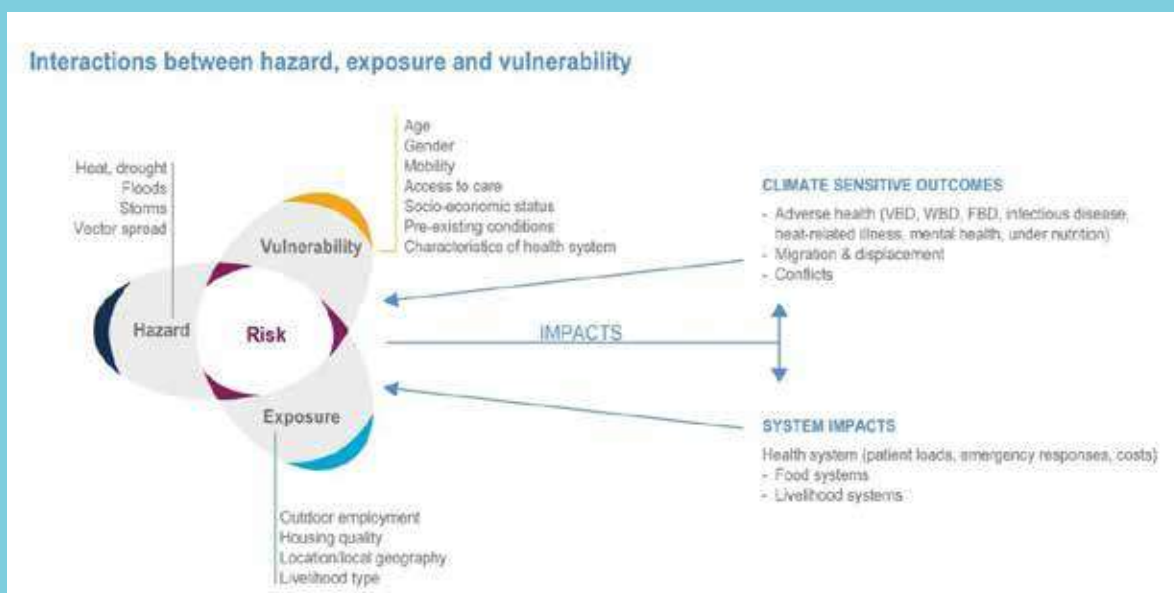 Interactions between hazard, exposure and vulnerability
Heat, drought
Floods
Storms
Vector spread
Age
Gender
Mobility
Access to care
Socio-economic status
Pre-existing conditions
Characteristics of health system
Vulnerability
Hazard
Risk
Exposure
Outdoor employment
Housing quality
Location/local geography
Livelihood type
IMPACTS
CLIMATE SENSITIVE OUTCOMES
- Adverse health (VBD, WBD, FBD, infectious disease,
heat-related illness, mental health, under nutrition)
- Migration & displacement
- Conflicts
SYSTEM IMPACTS
Health system (patient loads, emergency responses, costs)
- Food systems
- Livelihood systems